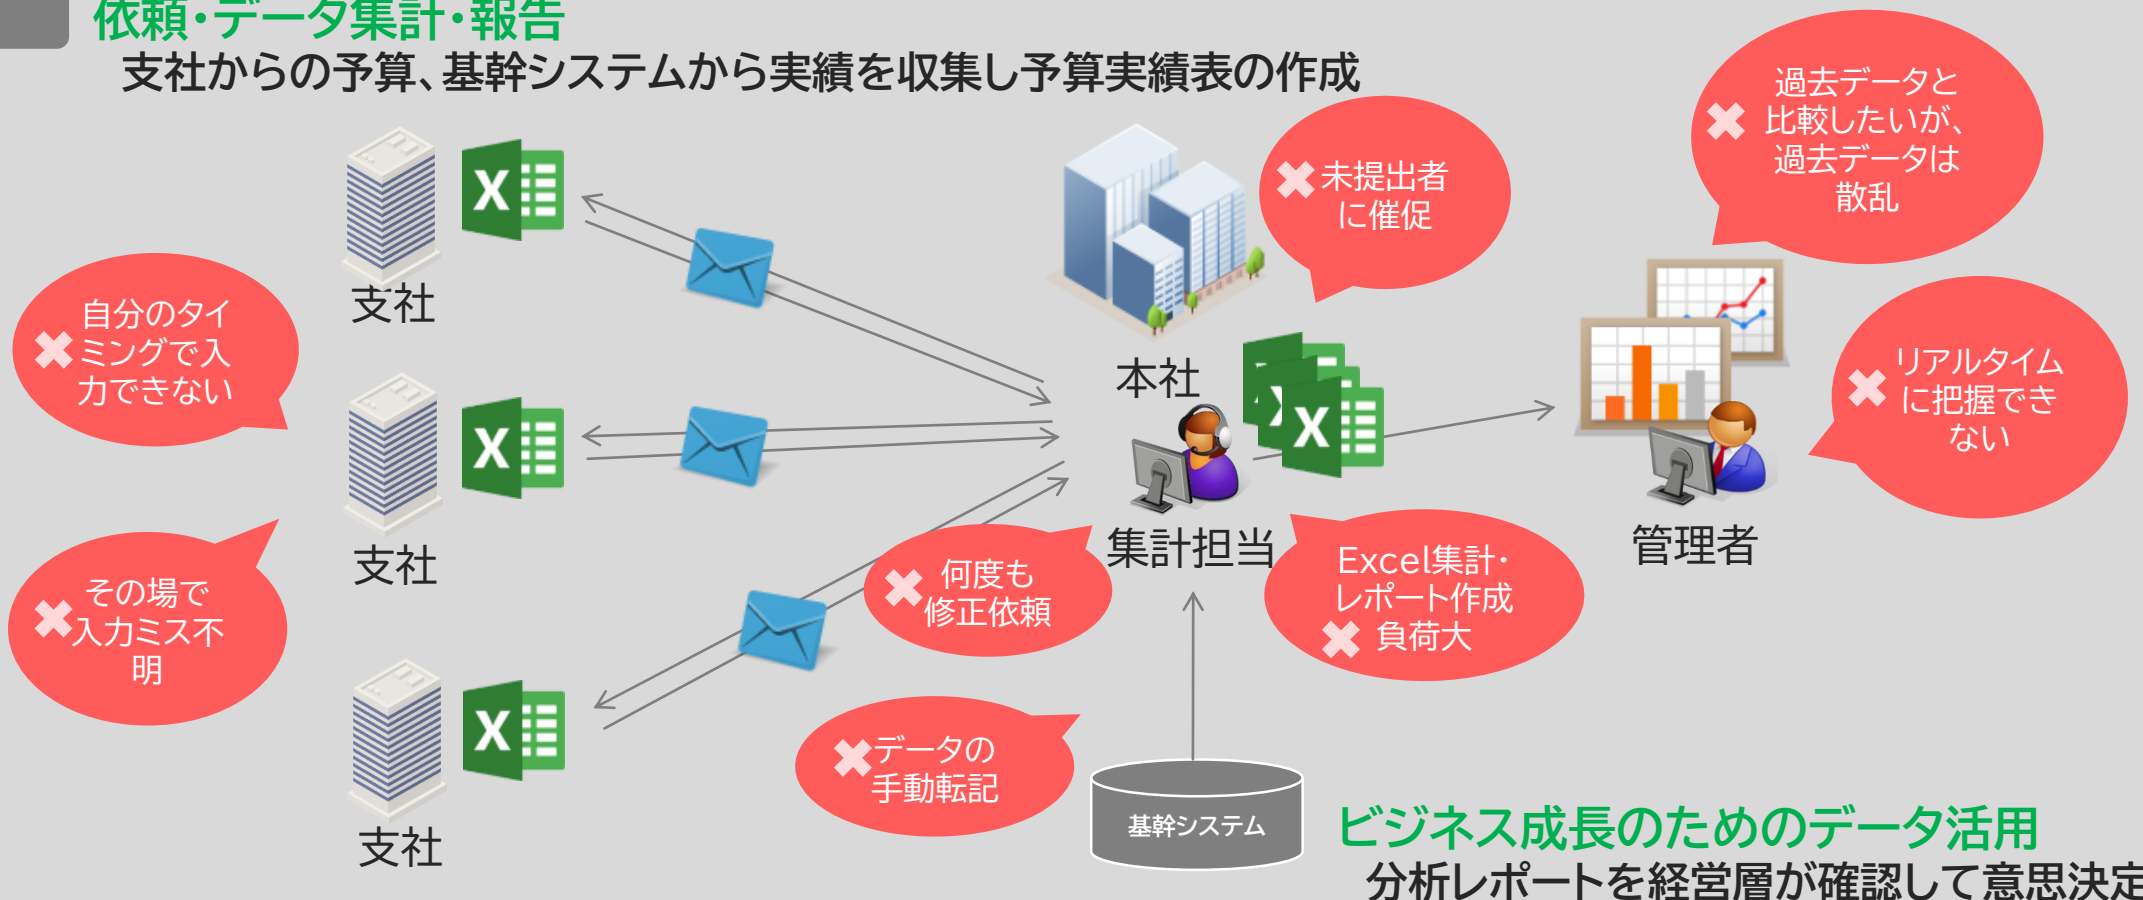 依頼・データ集計・報告
支社からの予算、基幹システムから実績を収集し予算実績表の作成
過去データと
比較したいが、
過去データは
散乱
未提出者
に催促
支社
自分のタイ
ミングで入
力できない
本社
リアルタイム
に把握でき
ない
支社
集計担当
管理者
その場で
入力ミス不
明
何度も
修正依頼
Excel集計・
レポート作成
負荷大
データの
手動転記
支社
基幹システム
ビジネス成長のためのデータ活用
分析レポートを経営層が確認して意思決定